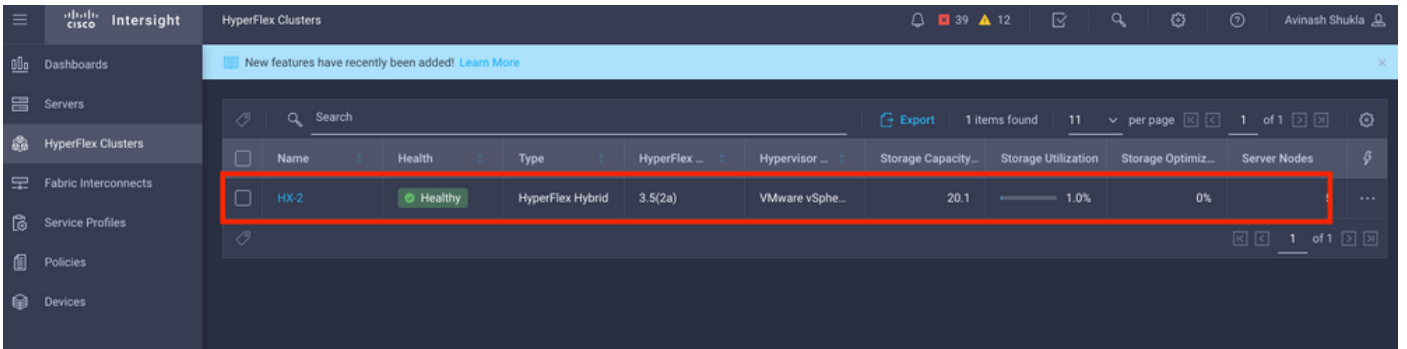 cisco Intersight
HyperFlex Clusters
39 12
Avinash Shukla
Dashboards
Servers
HyperFlex Clusters
Fabric Interconnects
Service Profiles
Policies
Devices
New features have recently been added! Learn More
Search Export 1 items found 11 per page 1 of 1
Name Health Type HyperFlex ... Hypervisor ... Storage Capacity... Storage Utilization Storage Optimiz... Server Nodes
HX-2 Healthy HyperFlex Hybrid 3.5(2a) VMware vSphe... 20.1 1.0% 0% ...
1 of 1